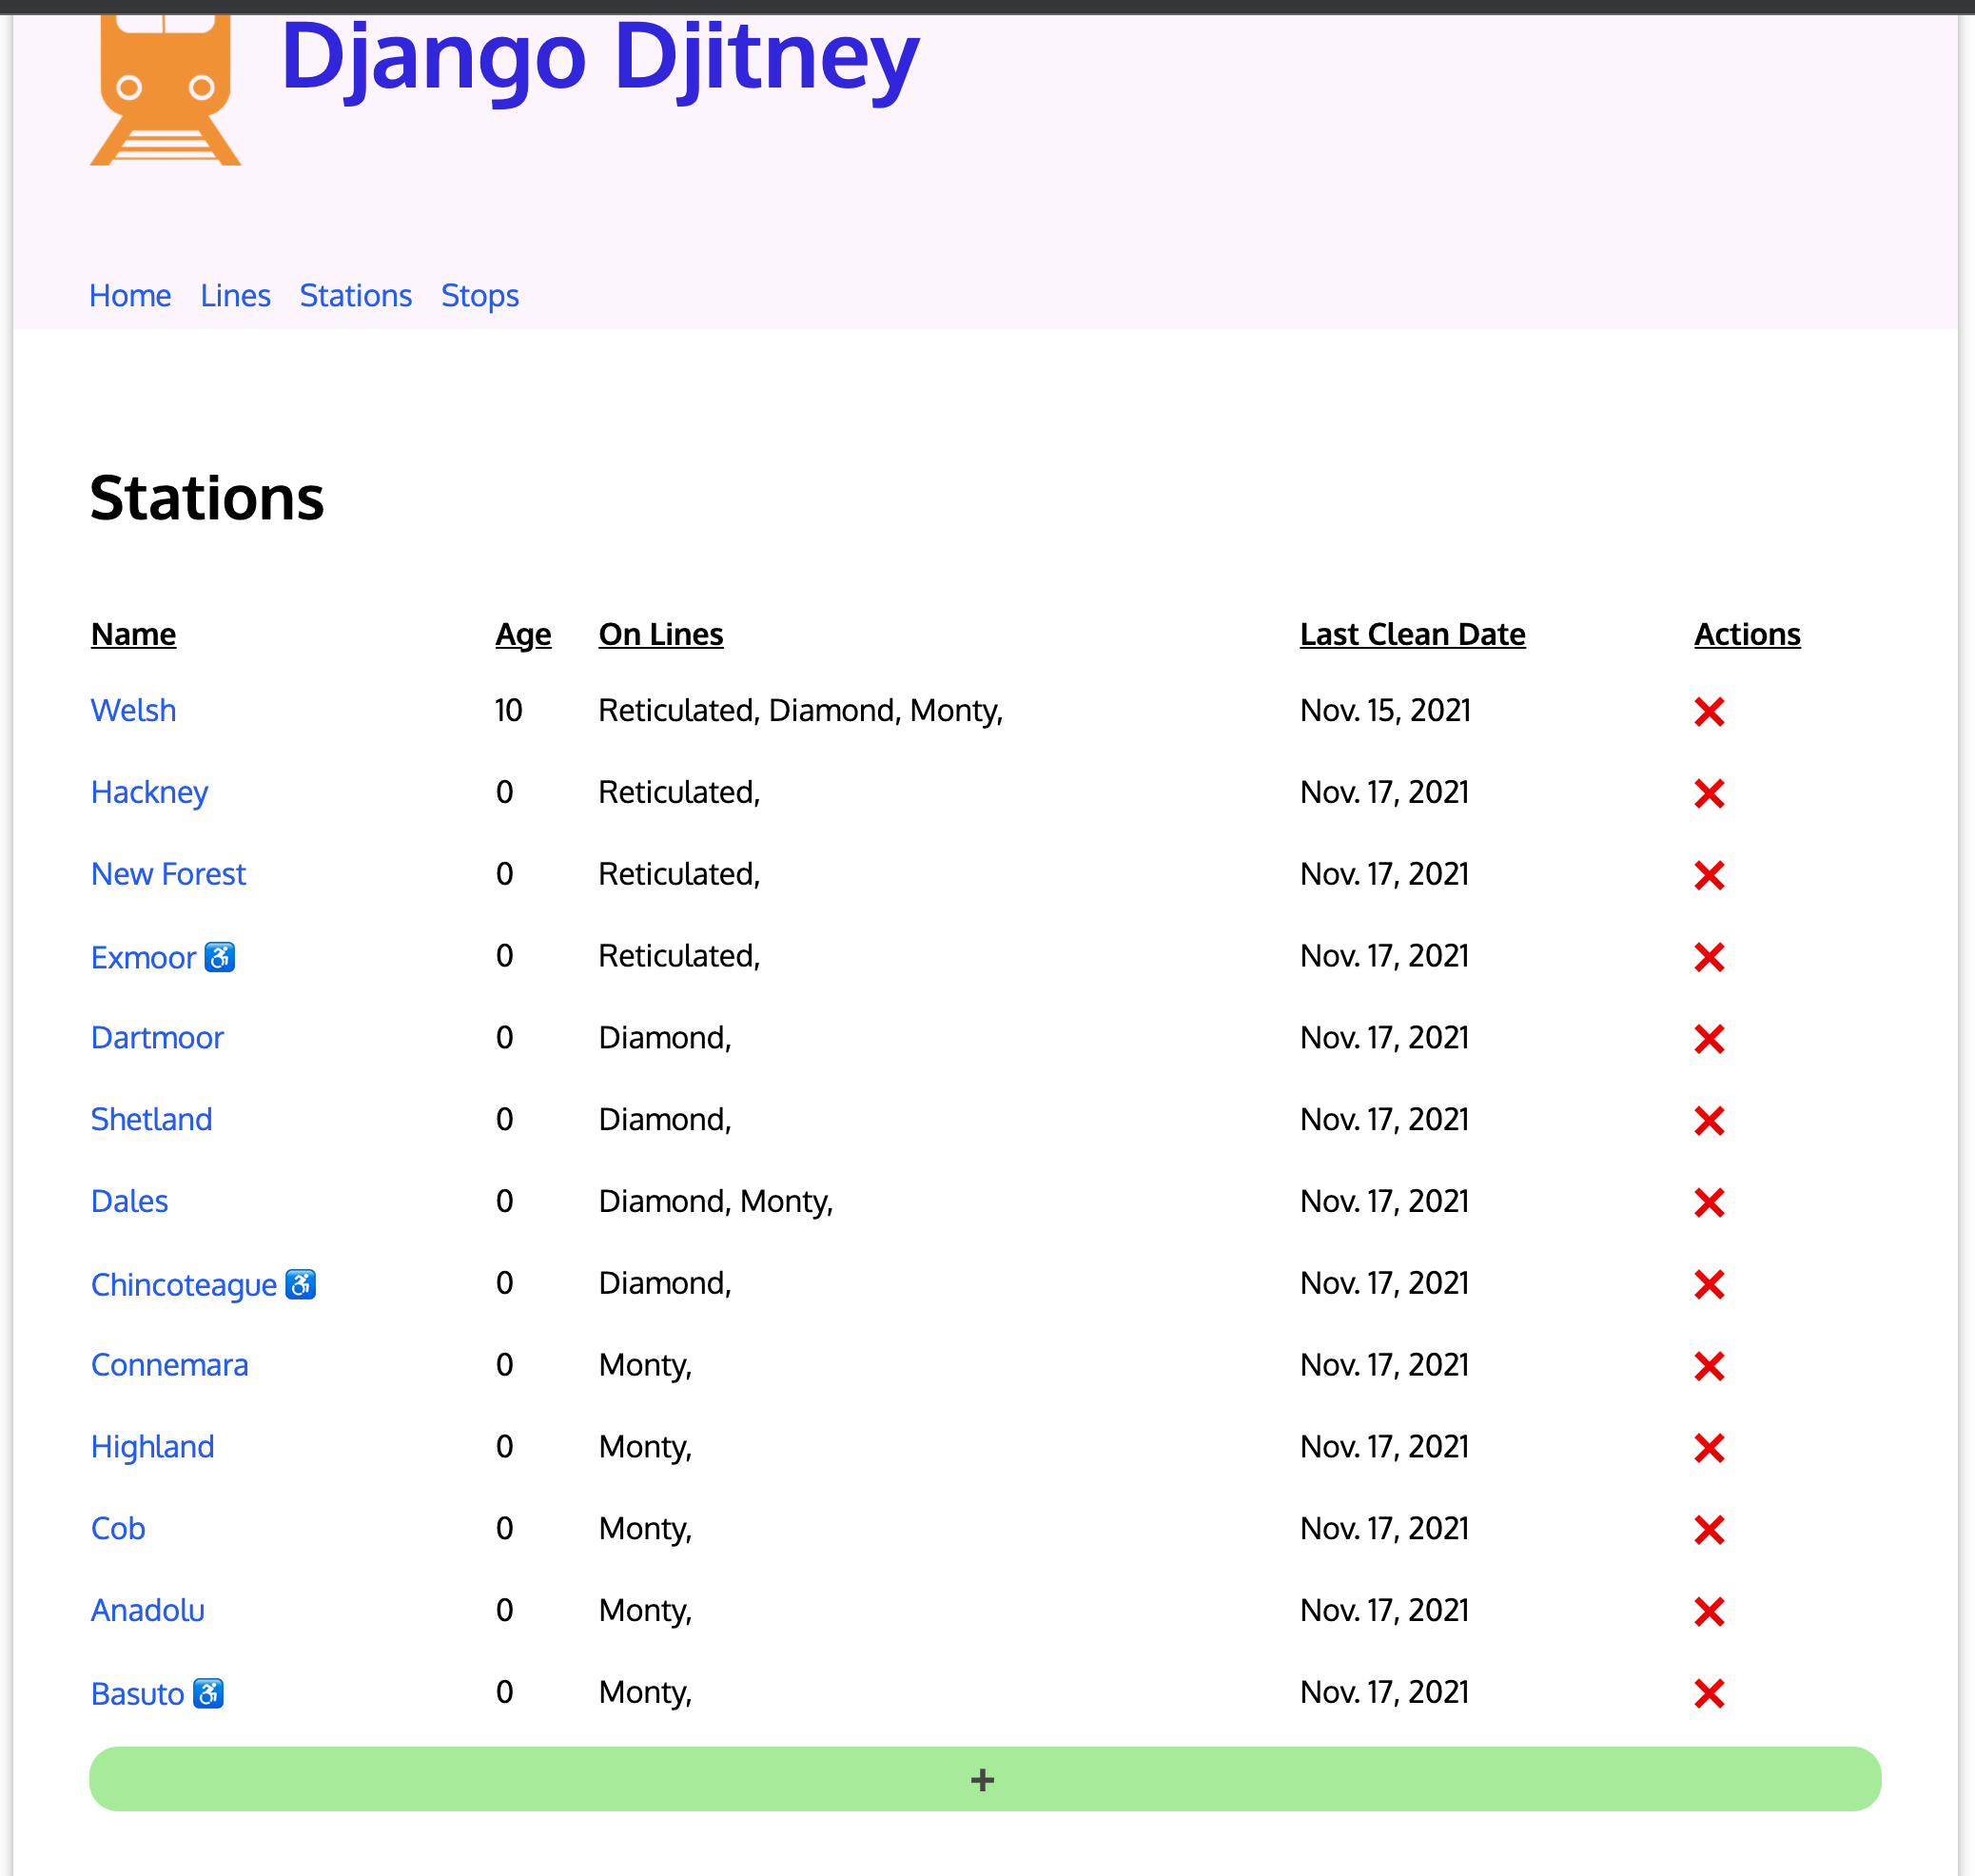 Django Djitney
Home Lines Stations Stops
Stations
Name Age On Lines Last Clean Date Actions
Welsh 10 Reticulated, Diamond, Monty, Nov. 15, 2021
Hackney 0 Reticulated, Nov. 17, 2021
New Forest 0 Reticulated, Nov. 17, 2021
Exmoor ♿ 0 Reticulated, Nov. 17, 2021
Dartmoor 0 Diamond, Nov. 17, 2021
Shetland 0 Diamond, Nov. 17, 2021
Dales 0 Diamond, Monty, Nov. 17, 2021
Chincoteague ♿ 0 Diamond, Nov. 17, 2021
Connemara 0 Monty, Nov. 17, 2021
Highland 0 Monty, Nov. 17, 2021
Cob 0 Monty, Nov. 17, 2021
Anadolu 0 Monty, Nov. 17, 2021
Basuto ♿ 0 Monty, Nov. 17, 2021
+